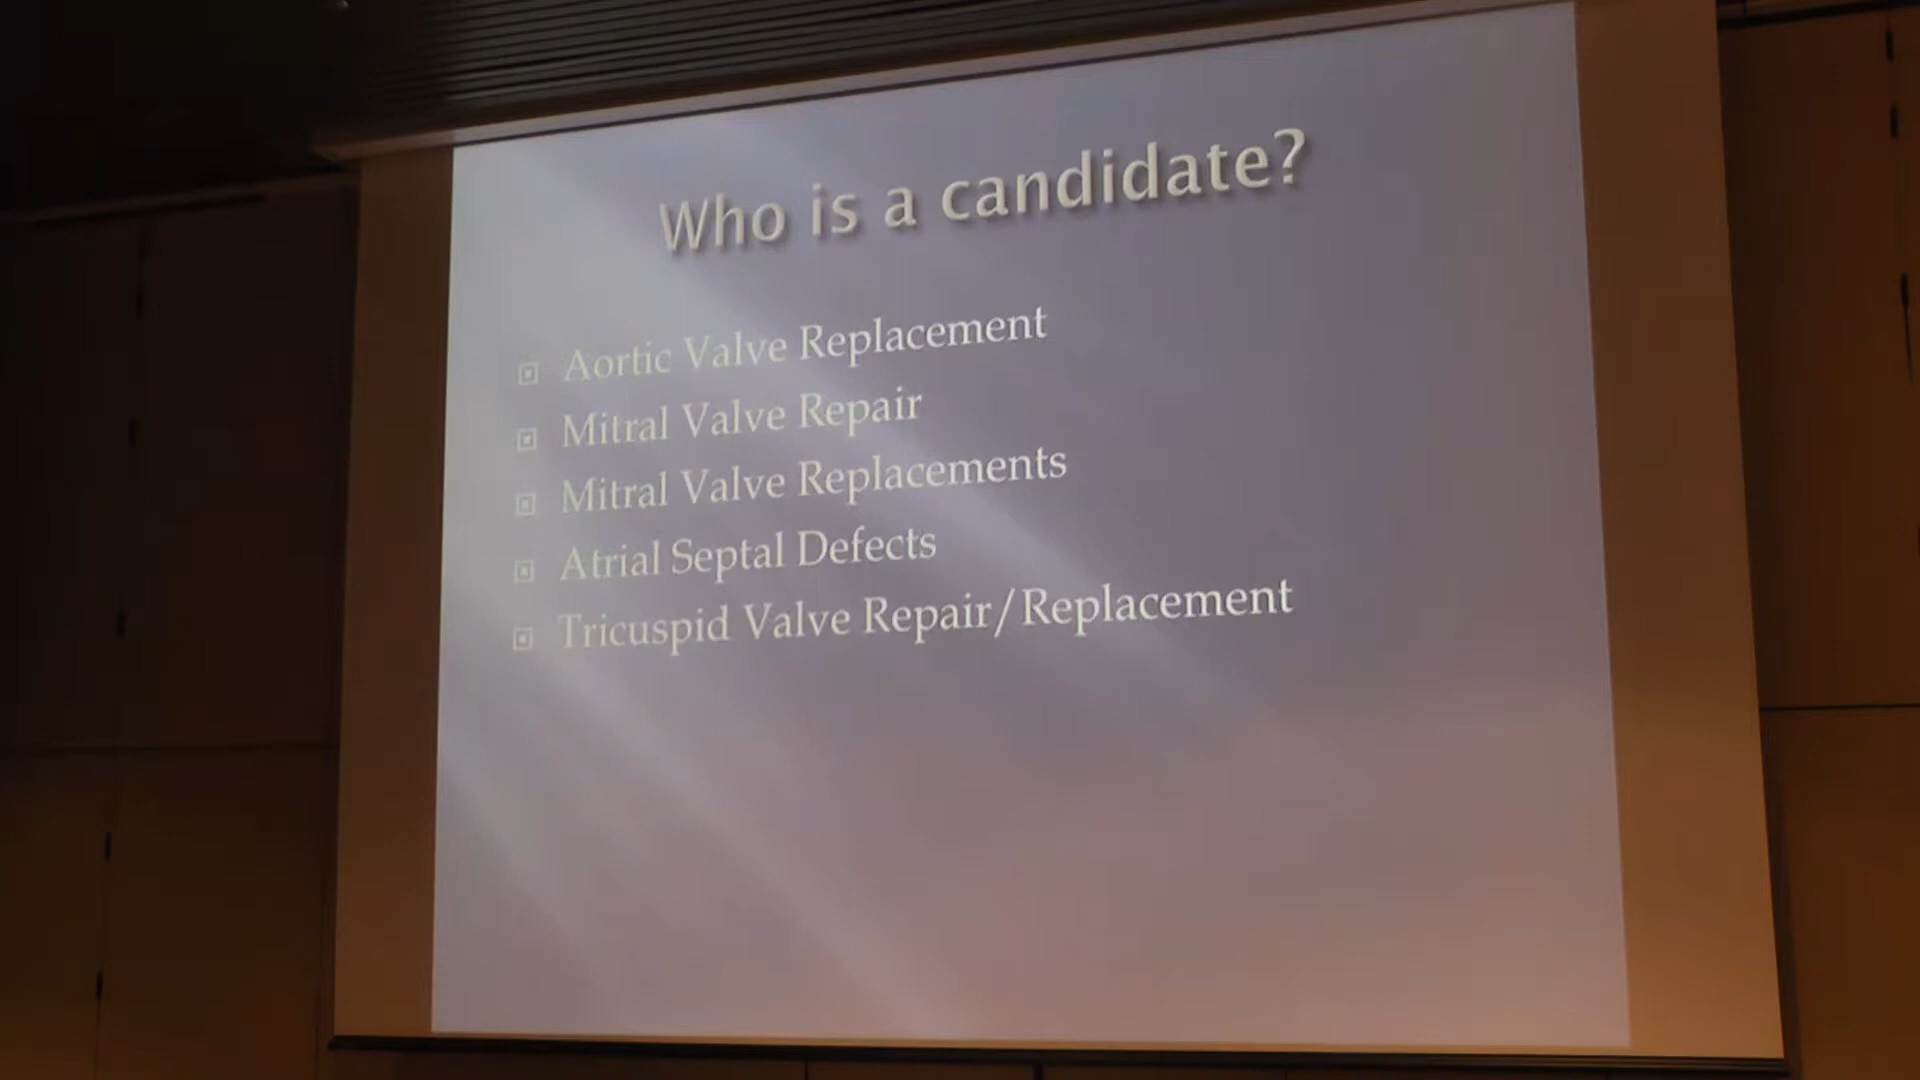 Who is a candidate?
Aortic Valve Replacement
Mitral Valve Repair
Mitral Valve Replacements
Atrial Septal Defects
Tricuspid Valve Repair/Replacement